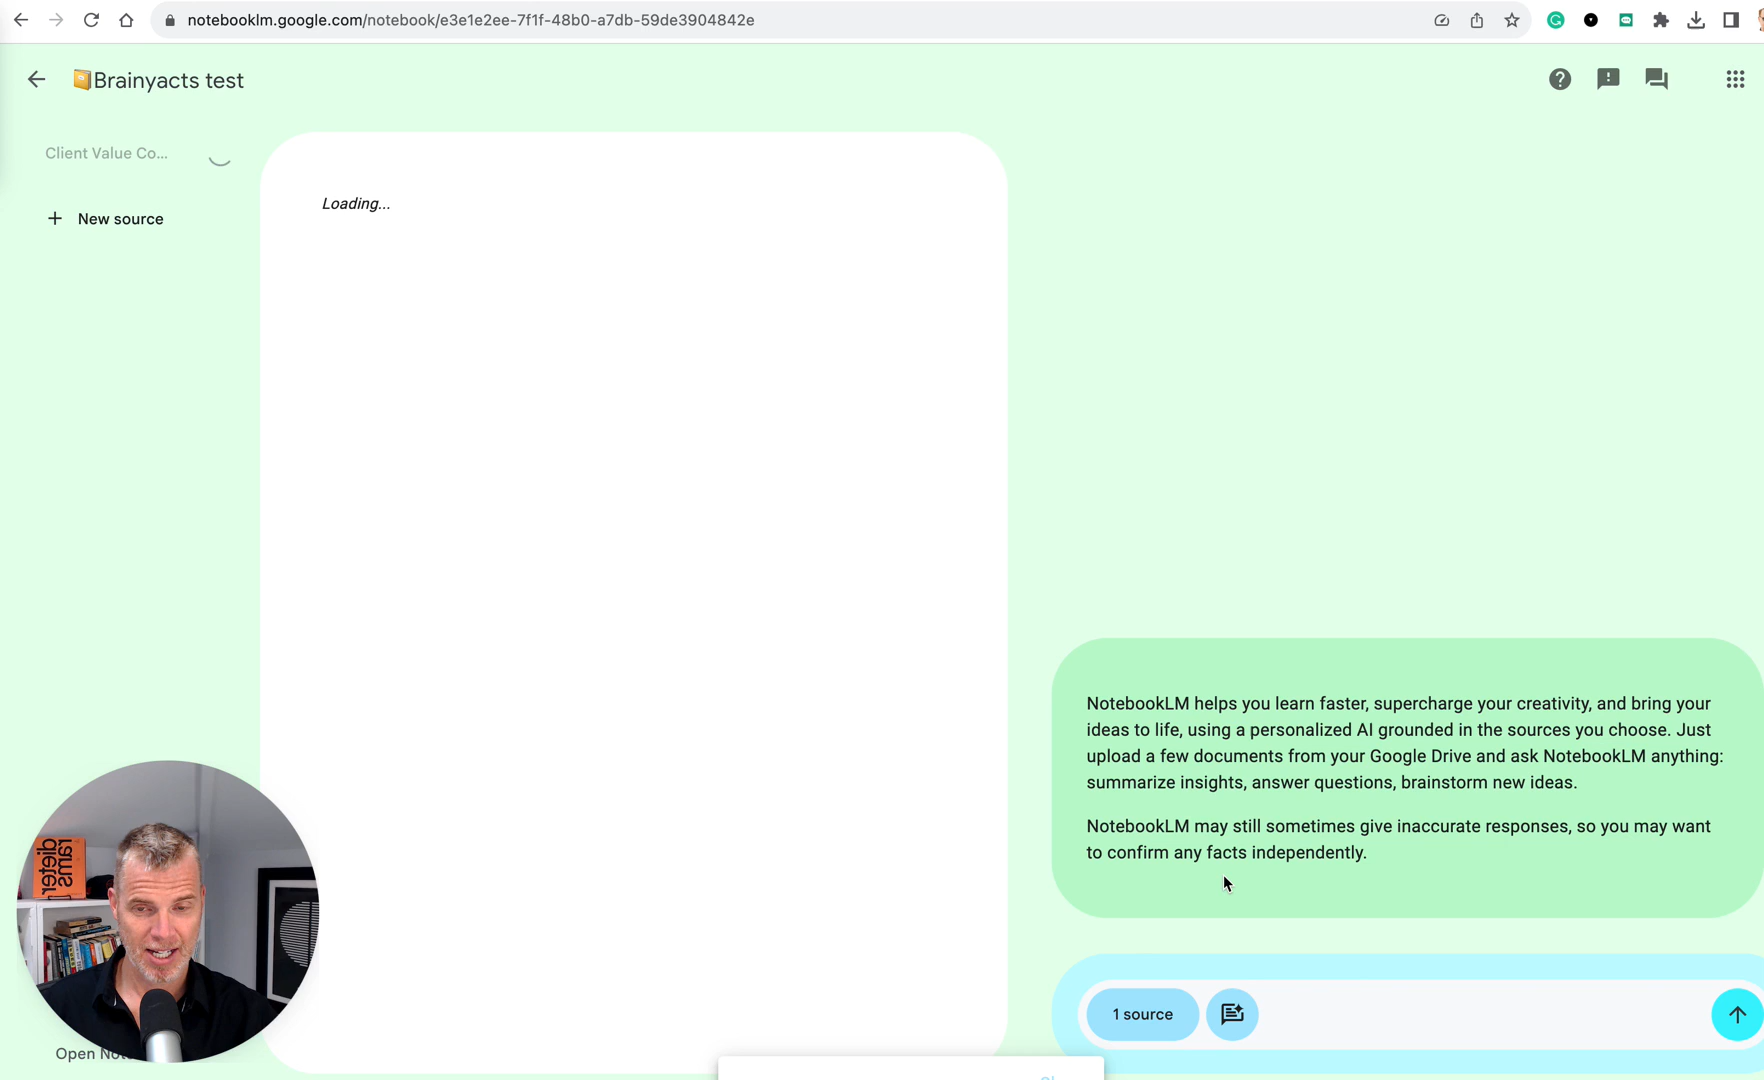 notebooklm.google.com/notebook/e3e1e2ee-7f1f-48b0-a7db-59de3904842e
Brainyacts test
Client Value Co...
Loading...
+ New source
NotebookLM helps you learn faster, supercharge your creativity, and bring your
ideas to life, using a personalized AI grounded in the sources you choose. Just
upload a few documents from your Google Drive and ask NotebookLM anything:
summarize insights, answer questions, brainstorm new ideas.
NotebookLM may still sometimes give inaccurate responses, so you may want
to confirm any facts independently.
rams
dieter
1 source
Open